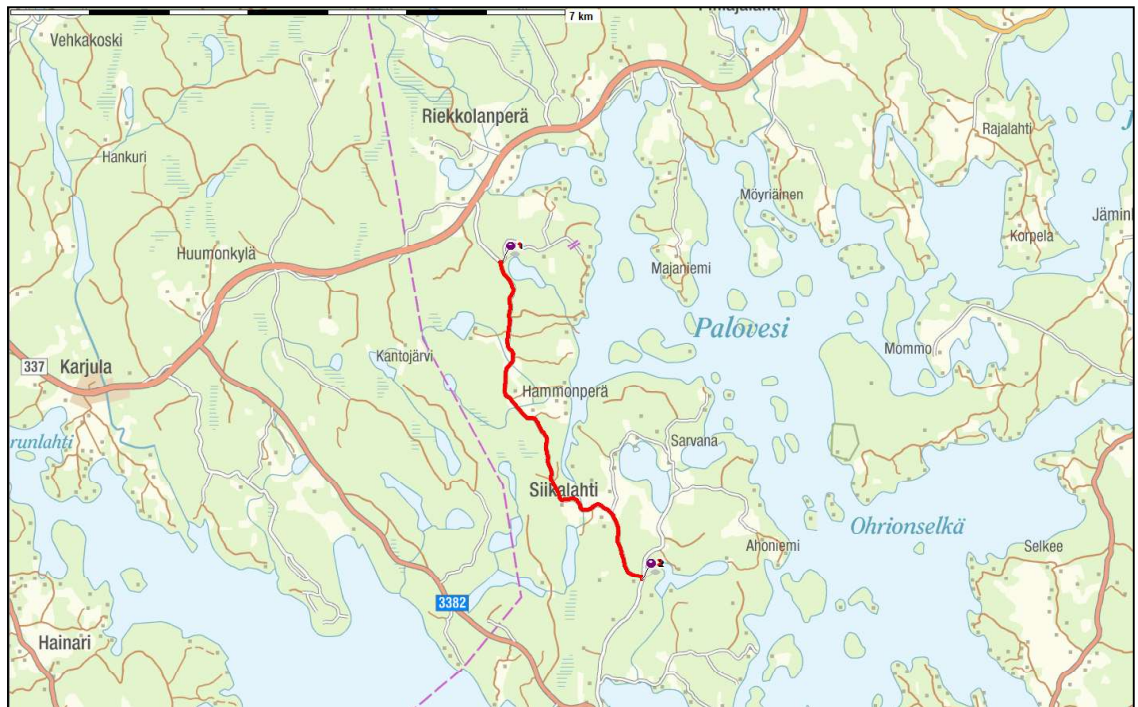 7 km
Vehkakoski
Riekkolanperä
Rajalahti
Hankuri
Möyriäinen
Jämin
Korpela
Huumonkylä
Majaniemi
Palovesi
337
Karjula
Kantojärvi
Mommo
Hammonperä
runlahti
Sarvana
Siikalahti
Ohrionselkä
Ahoniemi
Selkee
3382
Hainari